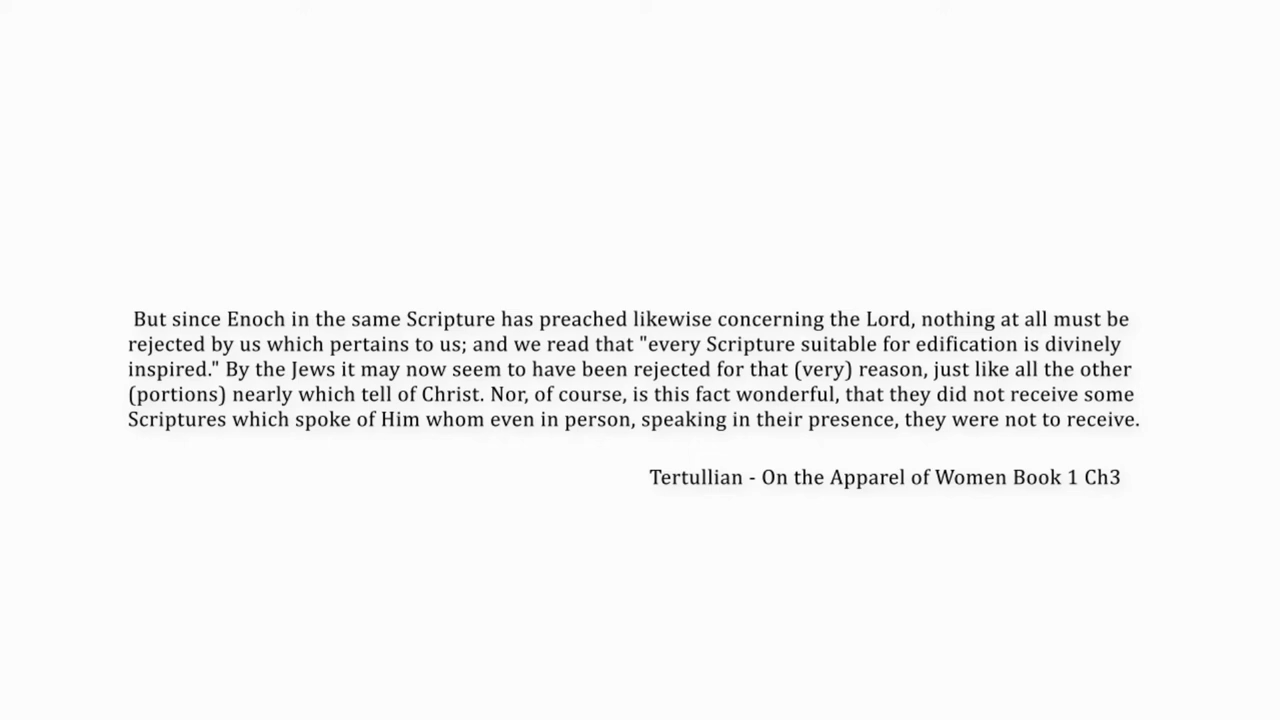 But since Enoch in the same Scripture has preached likewise concerning the Lord, nothing at all must be
rejected by us which pertains to us; and we read that "every Scripture suitable for edification is divinely
inspired." By the Jews it may now seem to have been rejected for that (very) reason, just like all the other
(portions) nearly which tell of Christ. Nor, of course, is this fact wonderful, that they did not receive some
Scriptures which spoke of Him whom even in person, speaking in their presence, they were not to receive.
Tertullian - On the Apparel of Women Book 1 Ch3